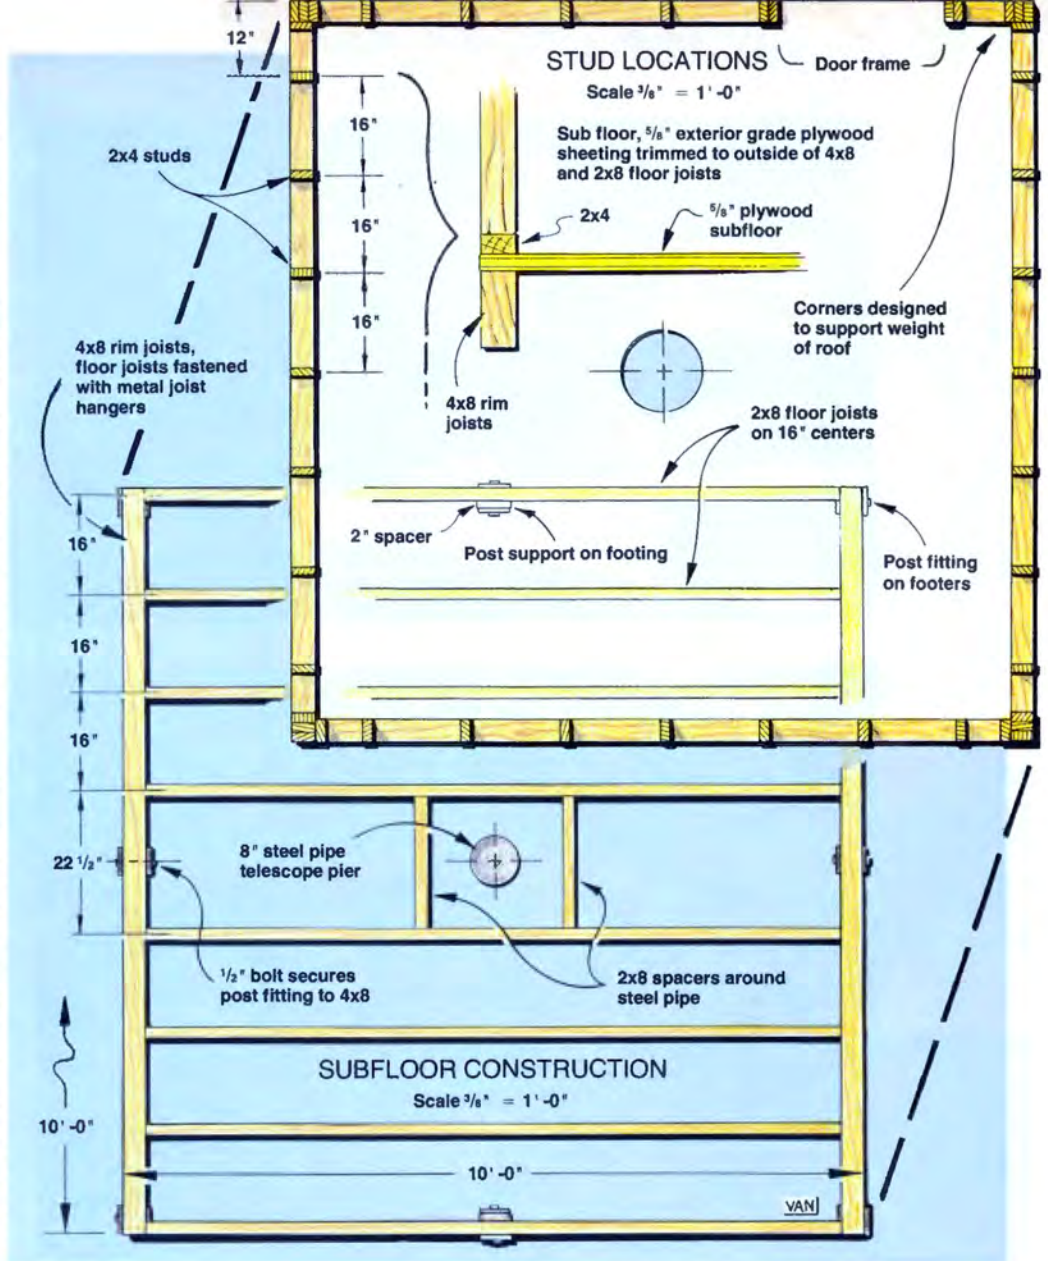 12"
STUD LOCATIONS
Scale ³/₈" = 1'-0"
Door frame
16"
Sub floor, ⁵/₈" exterior grade plywood
sheeting trimmed to outside of 4x8
and 2x8 floor joists
2x4 studs
16"
2x4
⁵/₈" plywood
subfloor
16"
Corners designed
to support weight
of roof
4x8 rim joists,
floor joists fastened
with metal joist
hangers
4x8 rim
joists
2x8 floor joists
on 16" centers
16"
2" spacer
Post support on footing
Post fitting
on footers
16"
16"
22 ¹/₂"
8" steel pipe
telescope pier
¹/₂" bolt secures
post fitting to 4x8
2x8 spacers around
steel pipe
SUBFLOOR CONSTRUCTION
Scale ³/₈" = 1'-0"
10'-0"
10'-0"
VAN